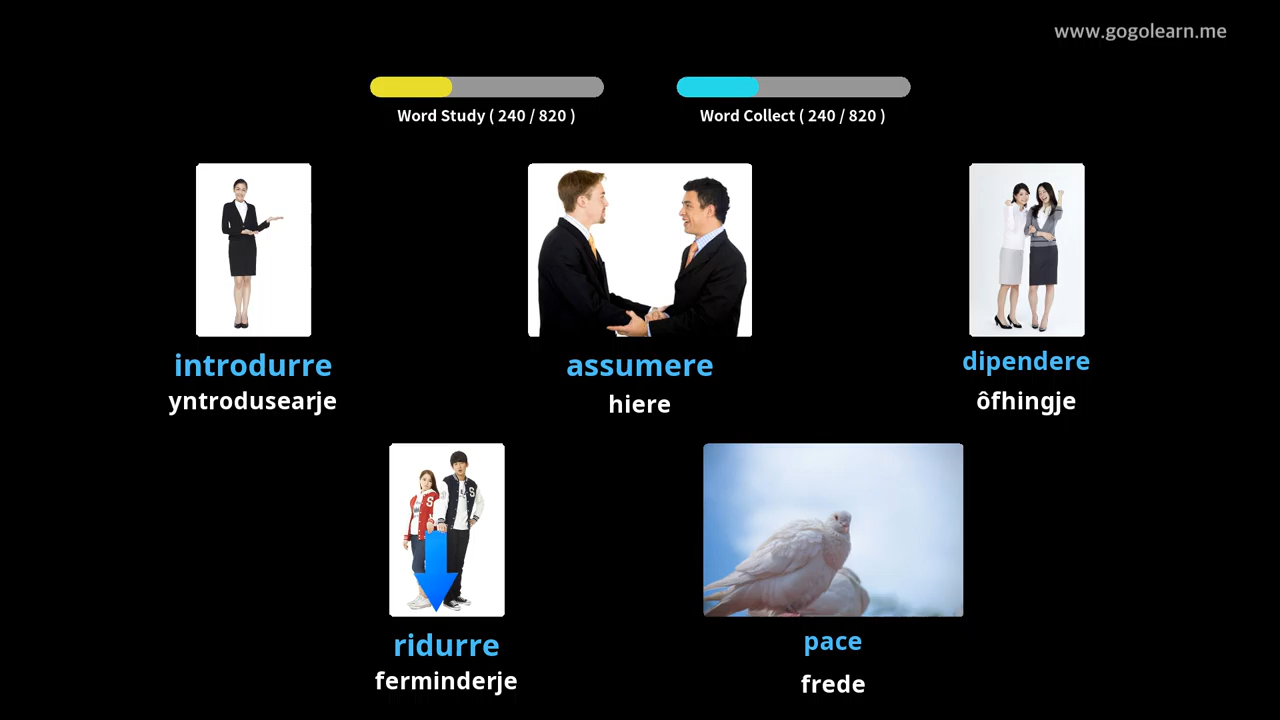 www.gogolearn.me
Word Study ( 240 / 820 )
Word Collect ( 240 / 820 )
introdurre
yntrodusearje
assumere
hiere
dipendere
ôfhingje
ridurre
ferminderje
pace
frede